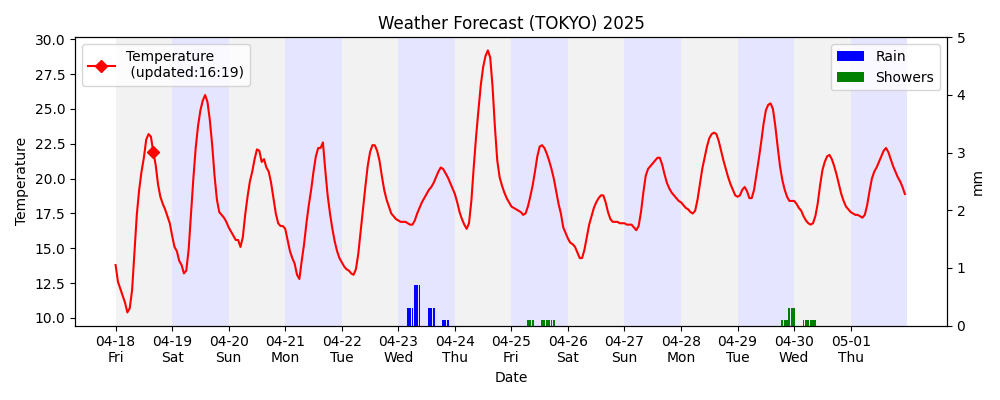 Weather Forecast (TOKYO) 2025
Temperature
(updated:16:19)
Rain
Showers
30.0
27.5
25.0
22.5
20.0
17.5
15.0
12.5
10.0
Temperature
5
4
3
2
1
0
mm
04-18 04-19 04-20 04-21 04-22 04-23 04-24 04-25 04-26 04-27 04-28 04-29 04-30 05-01
Fri Sat Sun Mon Tue Wed Thu Fri Sat Sun Mon Tue Wed Thu
Date